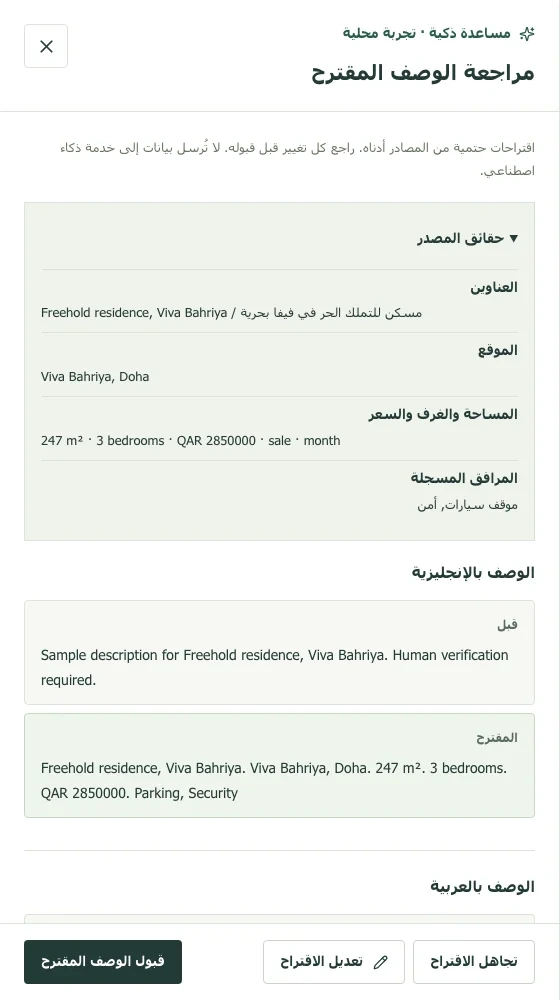 مساعدة ذكية · تجربة محلية
مراجعة الوصف المقترح
اقتراحات حتمية من المصادر أدناه. راجع كل تغيير قبل قبوله. لا تُرسل بيانات إلى خدمة ذكاء
اصطناعي.
▼ حقائق المصدر
العناوين
Freehold residence, Viva Bahriya / مسكن للتملك الحر في فيفا بحرية
الموقع
Viva Bahriya, Doha
المساحة والغرف والسعر
247 m² · 3 bedrooms · QAR 2850000 · sale · month
المرافق المسجلة
موقف سيارات, أمن
الوصف بالإنجليزية
قبل
Sample description for Freehold residence, Viva Bahriya. Human verification
required.
المقترح
Freehold residence, Viva Bahriya. Viva Bahriya, Doha. 247 m². 3 bedrooms.
QAR 2850000. Parking, Security
الوصف بالعربية
تجاهل الاقتراح
تعديل الاقتراح
قبول الوصف المقترح